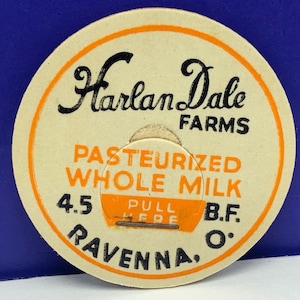 Harlan Dale
FARMS
PASTEURIZED
WHOLE MILK
4.5 PULL HERE B.F.
RAVENNA, O.